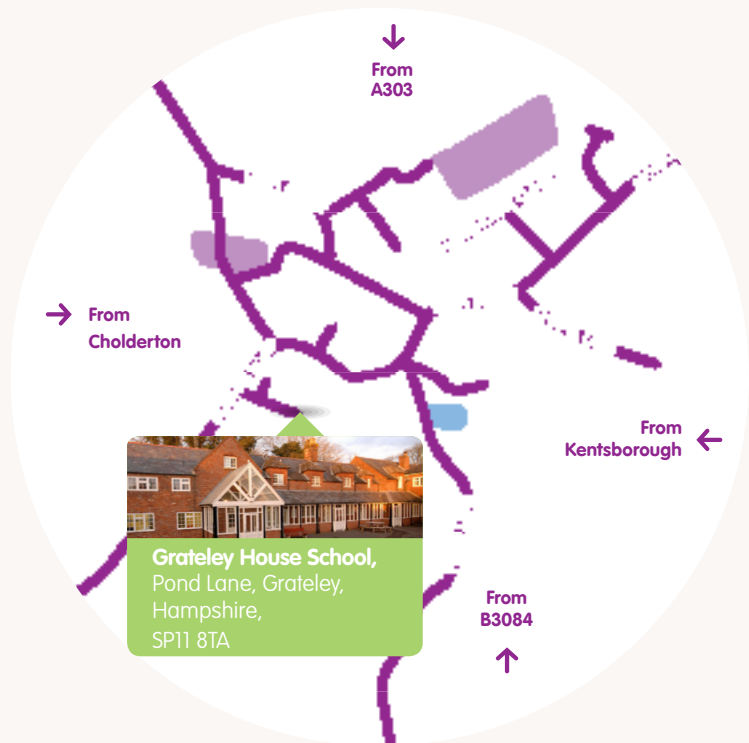 From
A303
From
Cholderton
From
Kentsborough
Grateley House School,
Pond Lane, Grateley,
Hampshire,
SP11 8TA
From
B3084